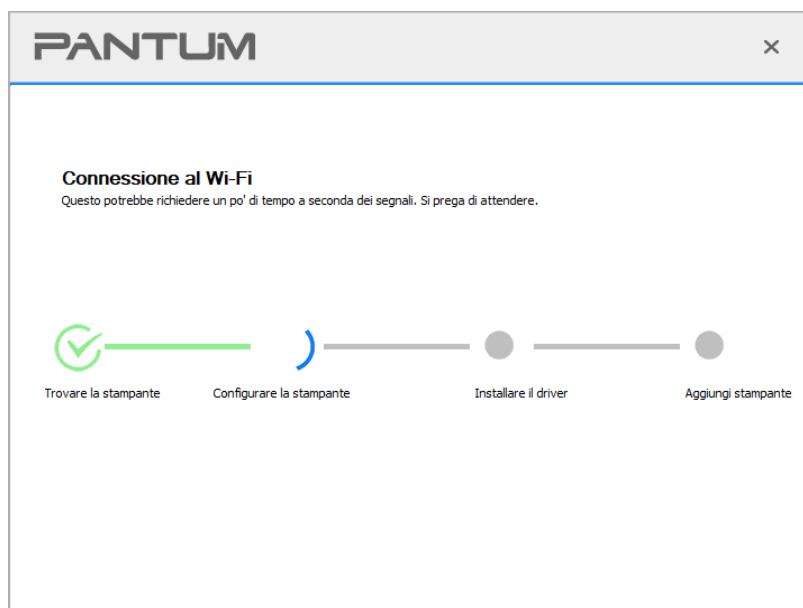 PANTUM
Connessione al Wi-Fi
Questo potrebbe richiedere un po' di tempo a seconda dei segnali. Si prega di attendere.
Trovare la stampante
Configurare la stampante
Installare il driver
Aggiungi stampante